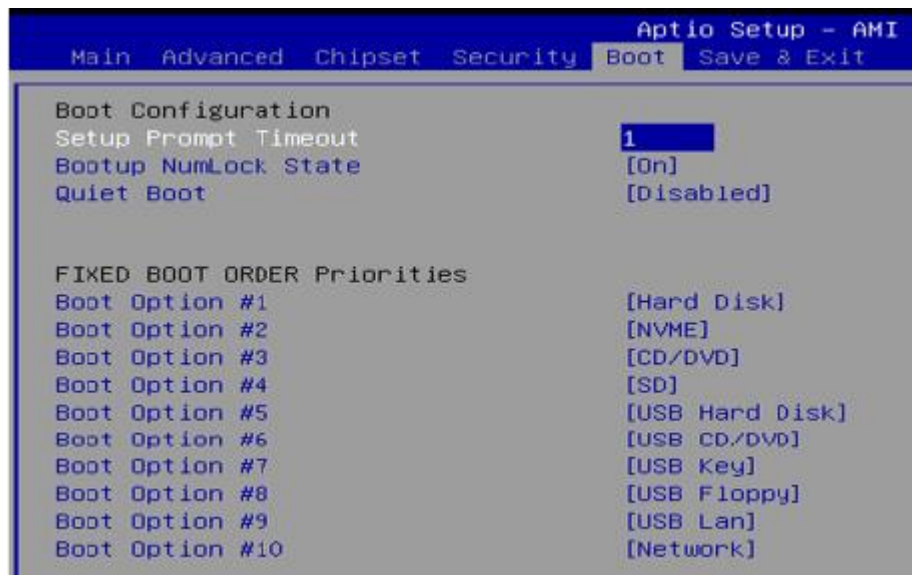 Aptio Setup - AMI
Main Advanced Chipset Security Boot Save & Exit
Boot Configuration
Setup Prompt Timeout 1
Bootup NumLock State [On]
Quiet Boot [Disabled]
FIXED BOOT ORDER Priorities
Boot Option #1 [Hard Disk]
Boot Option #2 [NVME]
Boot Option #3 [CD/DVD]
Boot Option #4 [SD]
Boot Option #5 [USB Hard Disk]
Boot Option #6 [USB CD/DVD]
Boot Option #7 [USB Key]
Boot Option #8 [USB Floppy]
Boot Option #9 [USB Lan]
Boot Option #10 [Network]